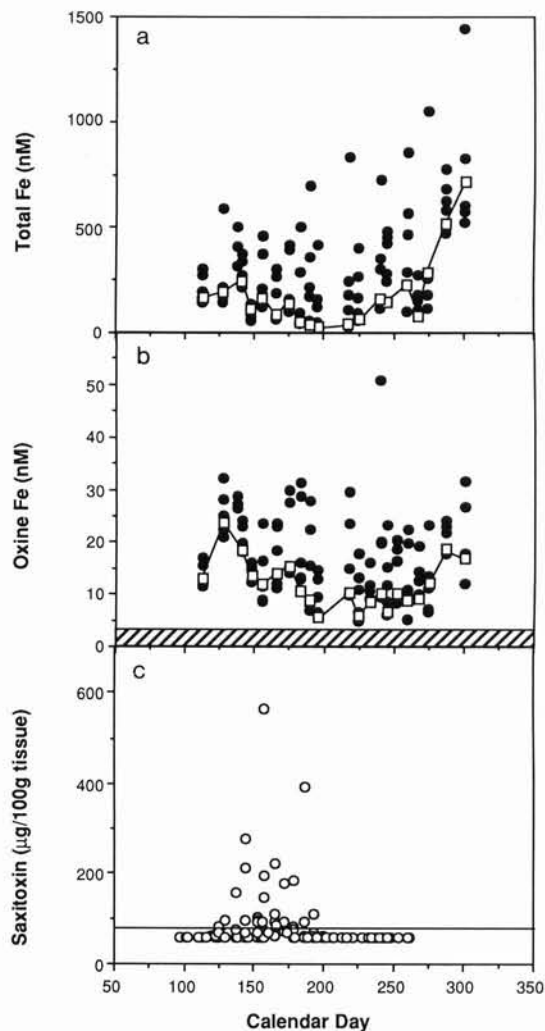 a
Total Fe (nM)
1500
1000
500
0
b
Oxine Fe (nM)
50
40
30
20
10
0
c
Saxitoxin (µg/100g tissue)
600
400
200
0
50 100 150 200 250 300 350
Calendar Day